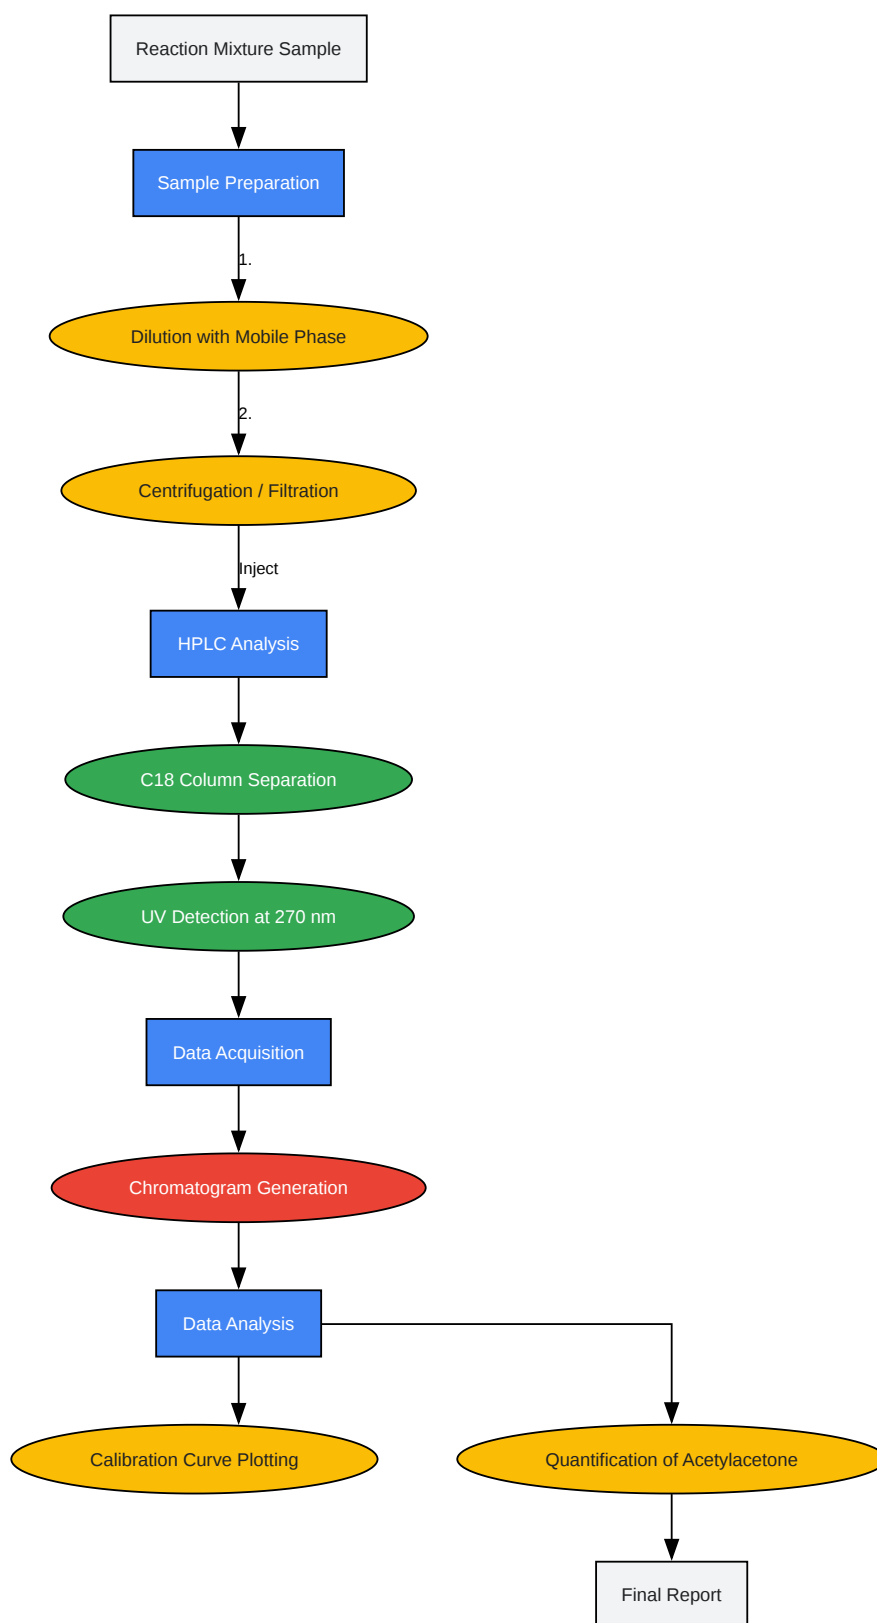 Reaction Mixture Sample
Sample Preparation
1.
Dilution with Mobile Phase
2.
Centrifugation / Filtration
Inject
HPLC Analysis
C18 Column Separation
UV Detection at 270 nm
Data Acquisition
Chromatogram Generation
Data Analysis
Calibration Curve Plotting
Quantification of Acetylacetone
Final Report